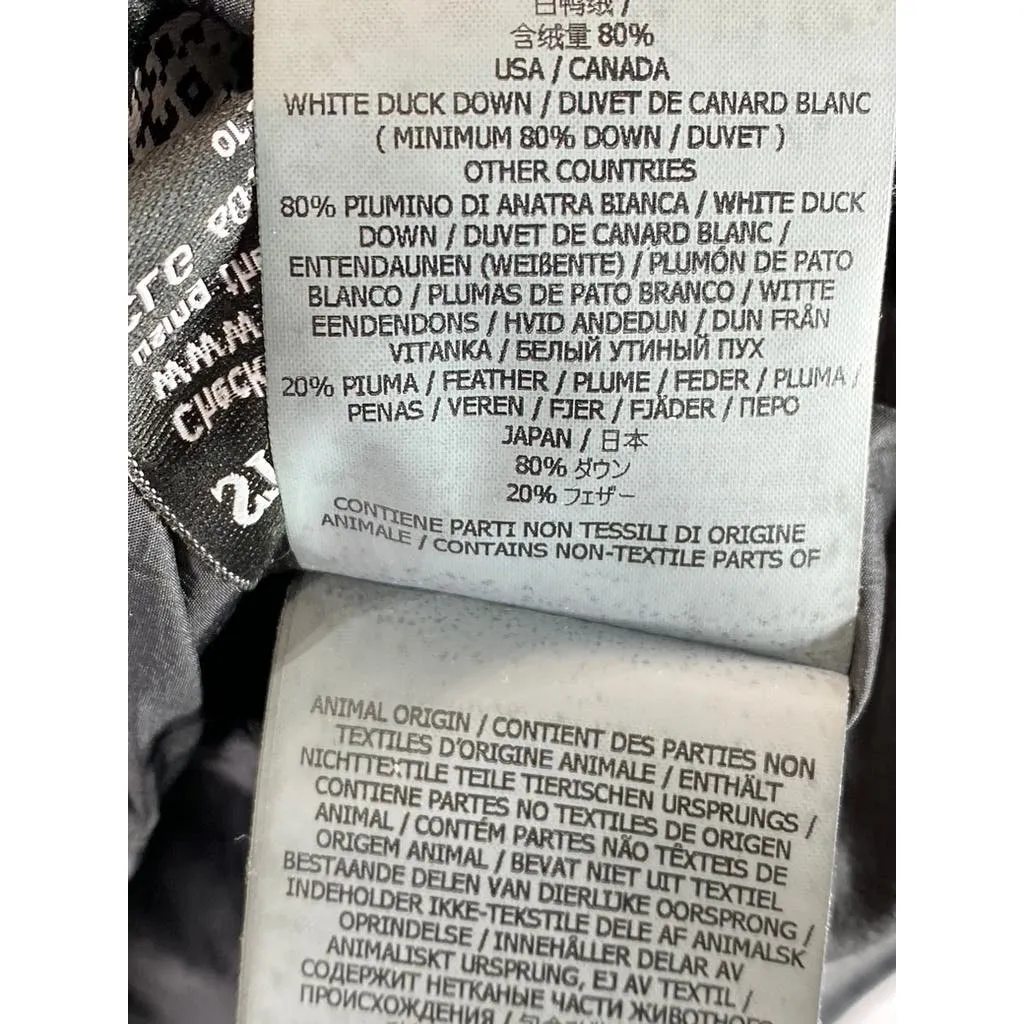 白鸭绒 /
含绒量 80%
USA / CANADA
WHITE DUCK DOWN / DUVET DE CANARD BLANC
( MINIMUM 80% DOWN / DUVET )
OTHER COUNTRIES
80% PIUMINO DI ANATRA BIANCA / WHITE DUCK
DOWN / DUVET DE CANARD BLANC /
ENTENDAUNEN (WEIßENTE) / PLUMÓN DE PATO
BLANCO / PLUMAS DE PATO BRANCO / WITTE
EENDENDONS / HVID ANDEDUN / DUN FRÅN
VITANKA / БЕЛЫЙ УТИНЫЙ ПУХ
20% PIUMA / FEATHER / PLUME / FEDER / PLUMA /
PENAS / VEREN / FJER / FJÄDER / ПЕРО
JAPAN / 日本
80% ダウン
20% フェザー
CONTIENE PARTI NON TESSILI DI ORIGINE
ANIMALE / CONTAINS NON-TEXTILE PARTS OF
ANIMAL ORIGIN / CONTIENT DES PARTIES NON
TEXTILES D'ORIGINE ANIMALE / ENTHÄLT
NICHTTEXTILE TEILE TIERISCHEN URSPRUNGS /
CONTIENE PARTES NO TEXTILES DE ORIGEN
ANIMAL / CONTÉM PARTES NÃO TÊXTEIS DE
ORIGEM ANIMAL / BEVAT NIET UIT TEXTIEL
BESTAANDE DELEN VAN DIERLIJKE OORSPRONG /
INDEHOLDER IKKE-TEKSTILE DELE AF ANIMALSK
OPRINDELSE / INNEHÅLLER DELAR AV
ANIMALISKT URSPRUNG, EJ AV TEXTIL /
СОДЕРЖИТ НЕТКАНЫЕ ЧАСТИ ЖИВОТНОГО
ПРОИСХОЖДЕНИЯ /